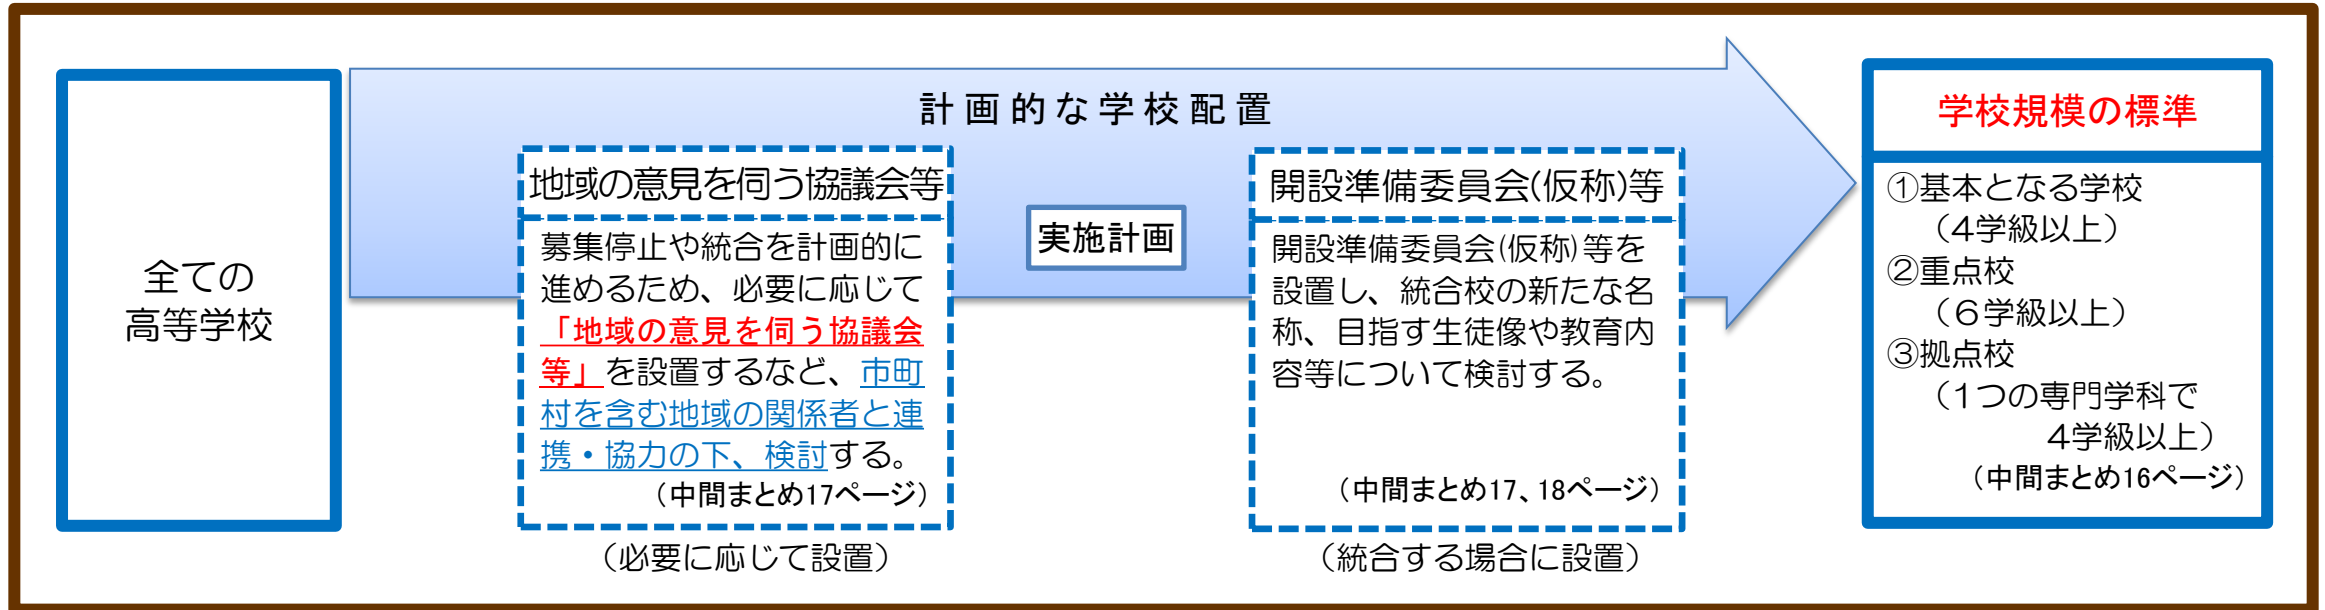 計画的な学校配置
全ての
高等学校
地域の意見を伺う協議会等
募集停止や統合を計画的に
進めるため、必要に応じて
「地域の意見を伺う協議会
等」を設置するなど、市町
村を含む地域の関係者と連
携・協力の下、検討する。
（中間まとめ17ページ）
（必要に応じて設置）
実施計画
開設準備委員会(仮称)等
開設準備委員会(仮称)等を
設置し、統合校の新たな名
称、目指す生徒像や教育内
容等について検討する。
（中間まとめ17、18ページ）
（統合する場合に設置）
学校規模の標準
①基本となる学校
（4学級以上）
②重点校
（６学級以上）
③拠点校
（1つの専門学科で
4学級以上）
（中間まとめ16ページ）